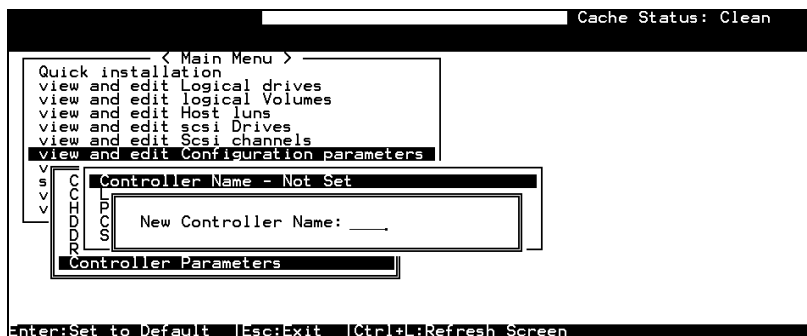 Cache Status: Clean
< Main Menu >
Quick installation
view and edit Logical drives
view and edit logical Volumes
view and edit Host luns
view and edit scsi Drives
view and edit Scsi channels
view and edit Configuration parameters
v
s C Controller Name - Not Set
v C L
v H P
D C New Controller Name: ____.
D S
R
Controller Parameters
Enter:Set to Default |Esc:Exit |Ctrl+L:Refresh Screen